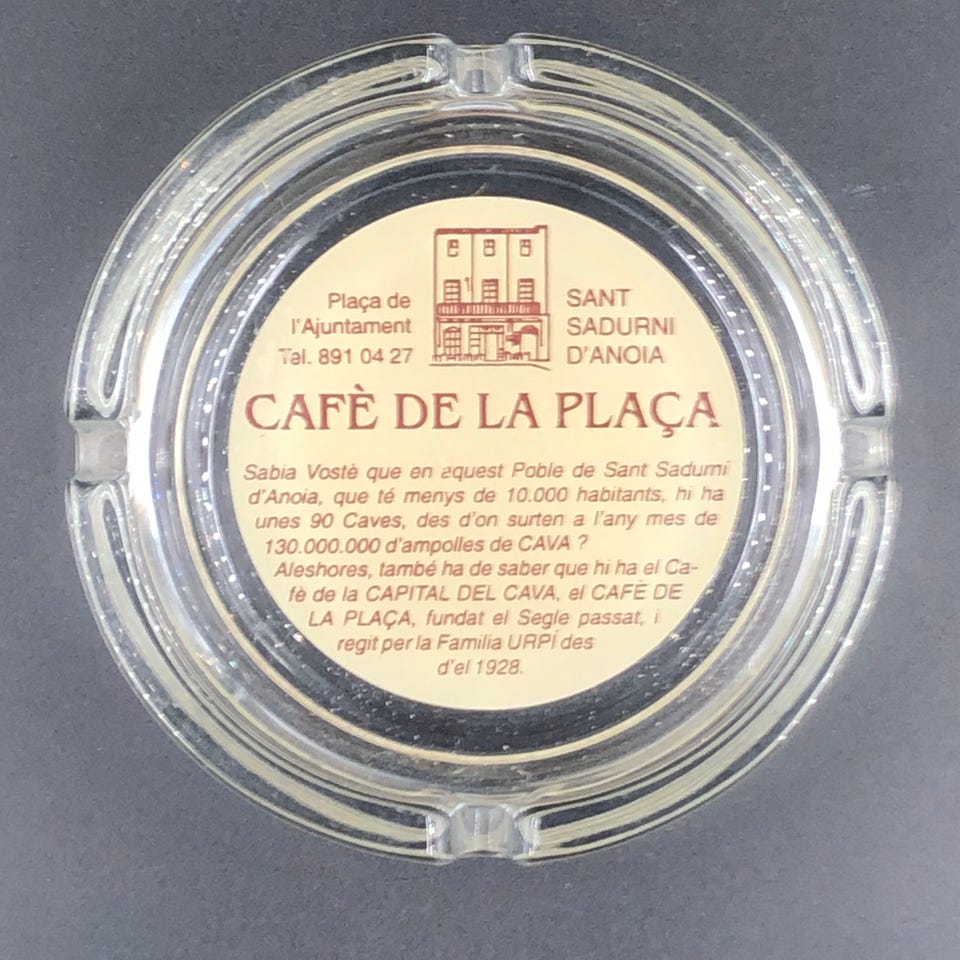 Plaça de
l'Ajuntament
Tel. 891 04 27
SANT
SADURNI
D'ANOIA
CAFÈ DE LA PLAÇA
Sabia Vostè que en aquest Poble de Sant Sadurní
d'Anoia, que té menys de 10.000 habitants, hi ha
unes 90 Caves, des d'on surten a l'any mes de
130.000.000 d'ampolles de CAVA ?
Aleshores, també ha de saber que hi ha el Ca-
fè de la CAPITAL DEL CAVA, el CAFÈ DE
LA PLAÇA, fundat el Segle passat, i
regit per la Familia URPÍ des
d'el 1928.